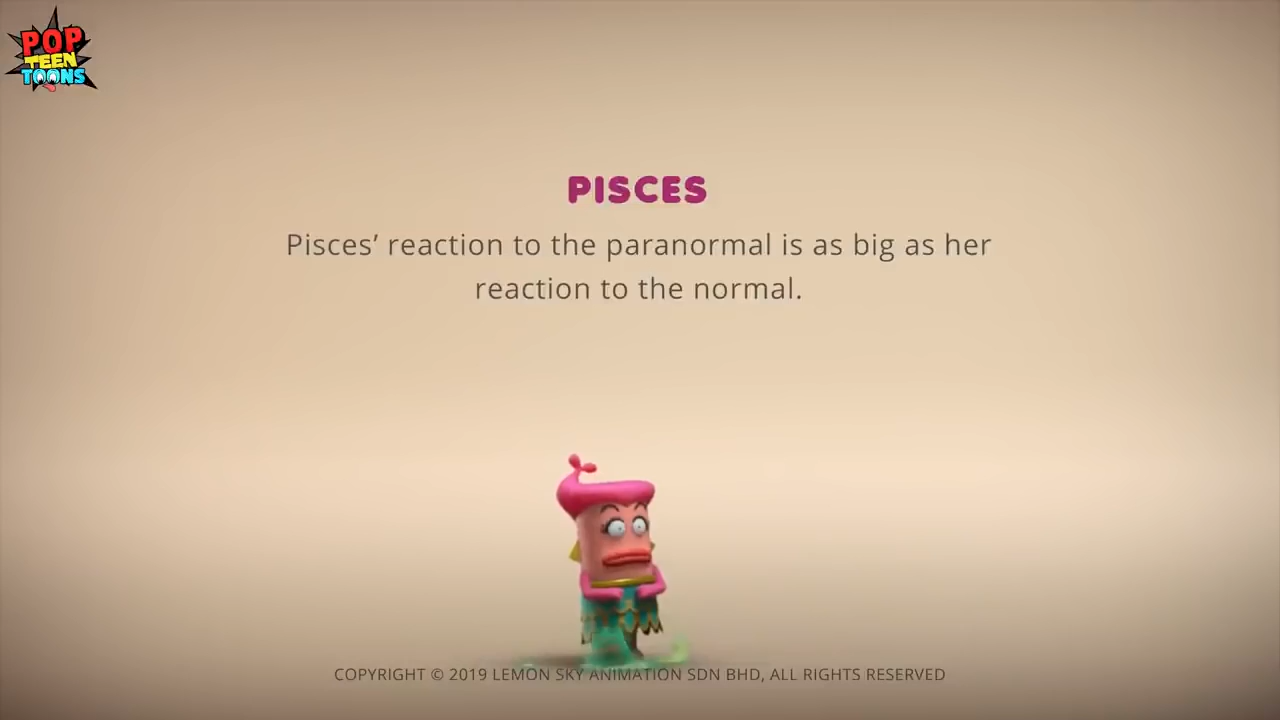 POP
TEEN
TOONS
PISCES
Pisces’ reaction to the paranormal is as big as her
reaction to the normal.
COPYRIGHT © 2019 LEMON SKY ANIMATION SDN BHD, ALL RIGHTS RESERVED